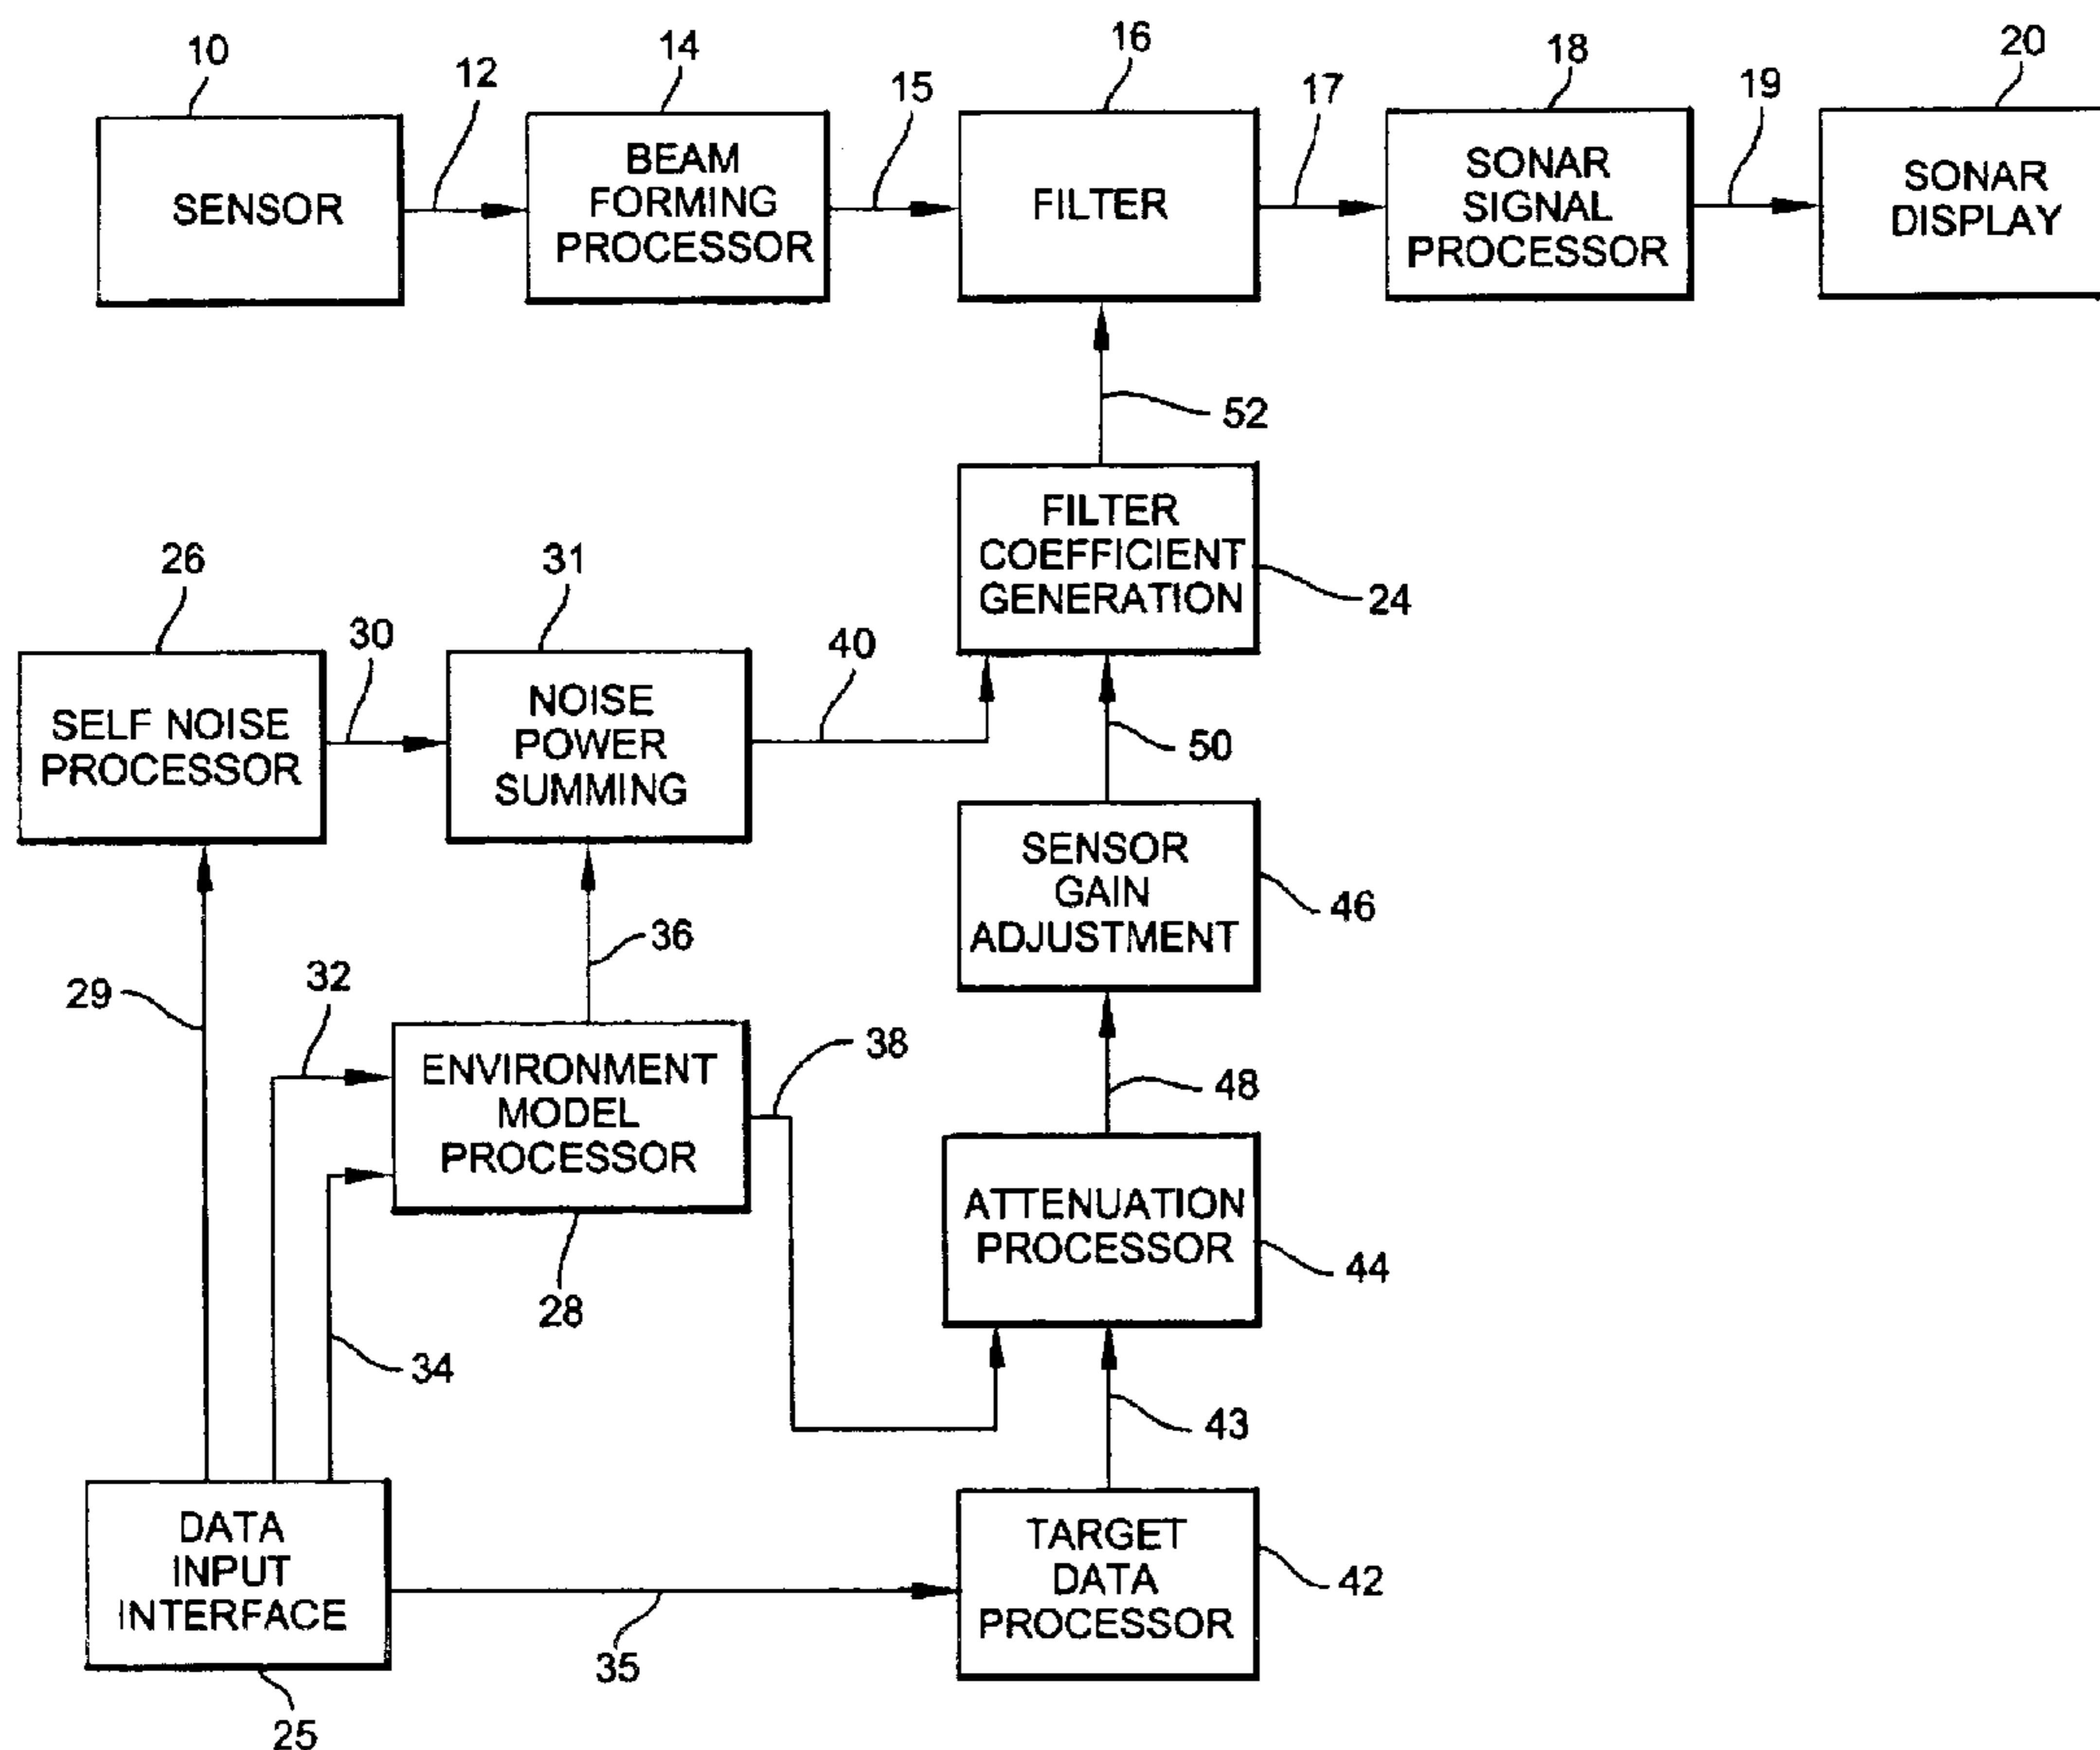 10
12
14
15
16
17
18
19
20
SENSOR
BEAM
FORMING
PROCESSOR
FILTER
SONAR
SIGNAL
PROCESSOR
SONAR
DISPLAY
52
FILTER
COEFFICIENT
GENERATION
24
26
30
31
40
SELF NOISE
PROCESSOR
NOISE
POWER
SUMMING
50
SENSOR
GAIN
ADJUSTMENT
46
36
29
32
38
48
ENVIRONMENT
MODEL
PROCESSOR
28
ATTENUATION
PROCESSOR
44
34
43
DATA
INPUT
INTERFACE
25
35
TARGET
DATA
PROCESSOR
42